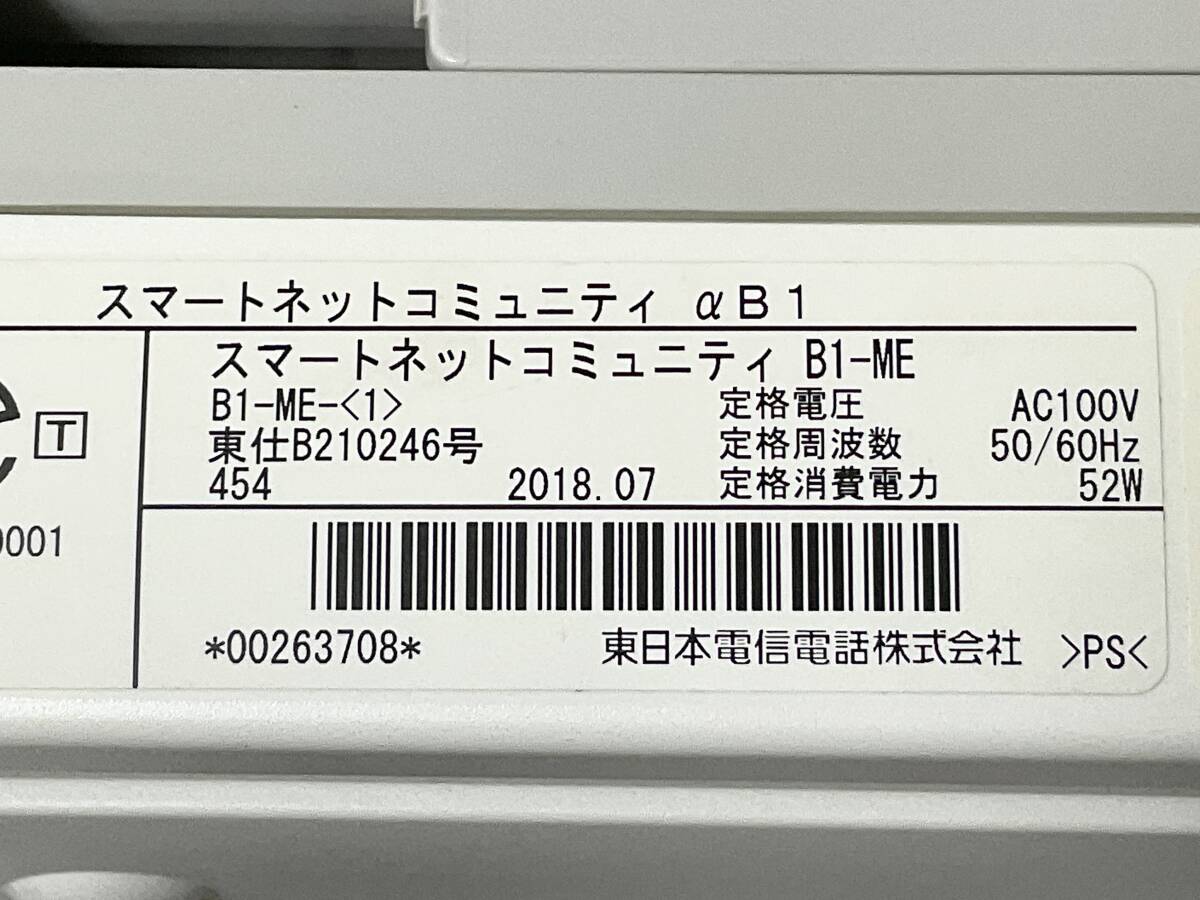 スマートネットコミュニティ αB1
スマートネットコミュニティ B1-ME
B1-ME-<1> 定格電圧 AC100V
東仕B210246号 定格周波数 50/60Hz
454 2018.07 定格消費電力 52W
T
0001
*00263708* 東日本電信電話株式会社 >PS<